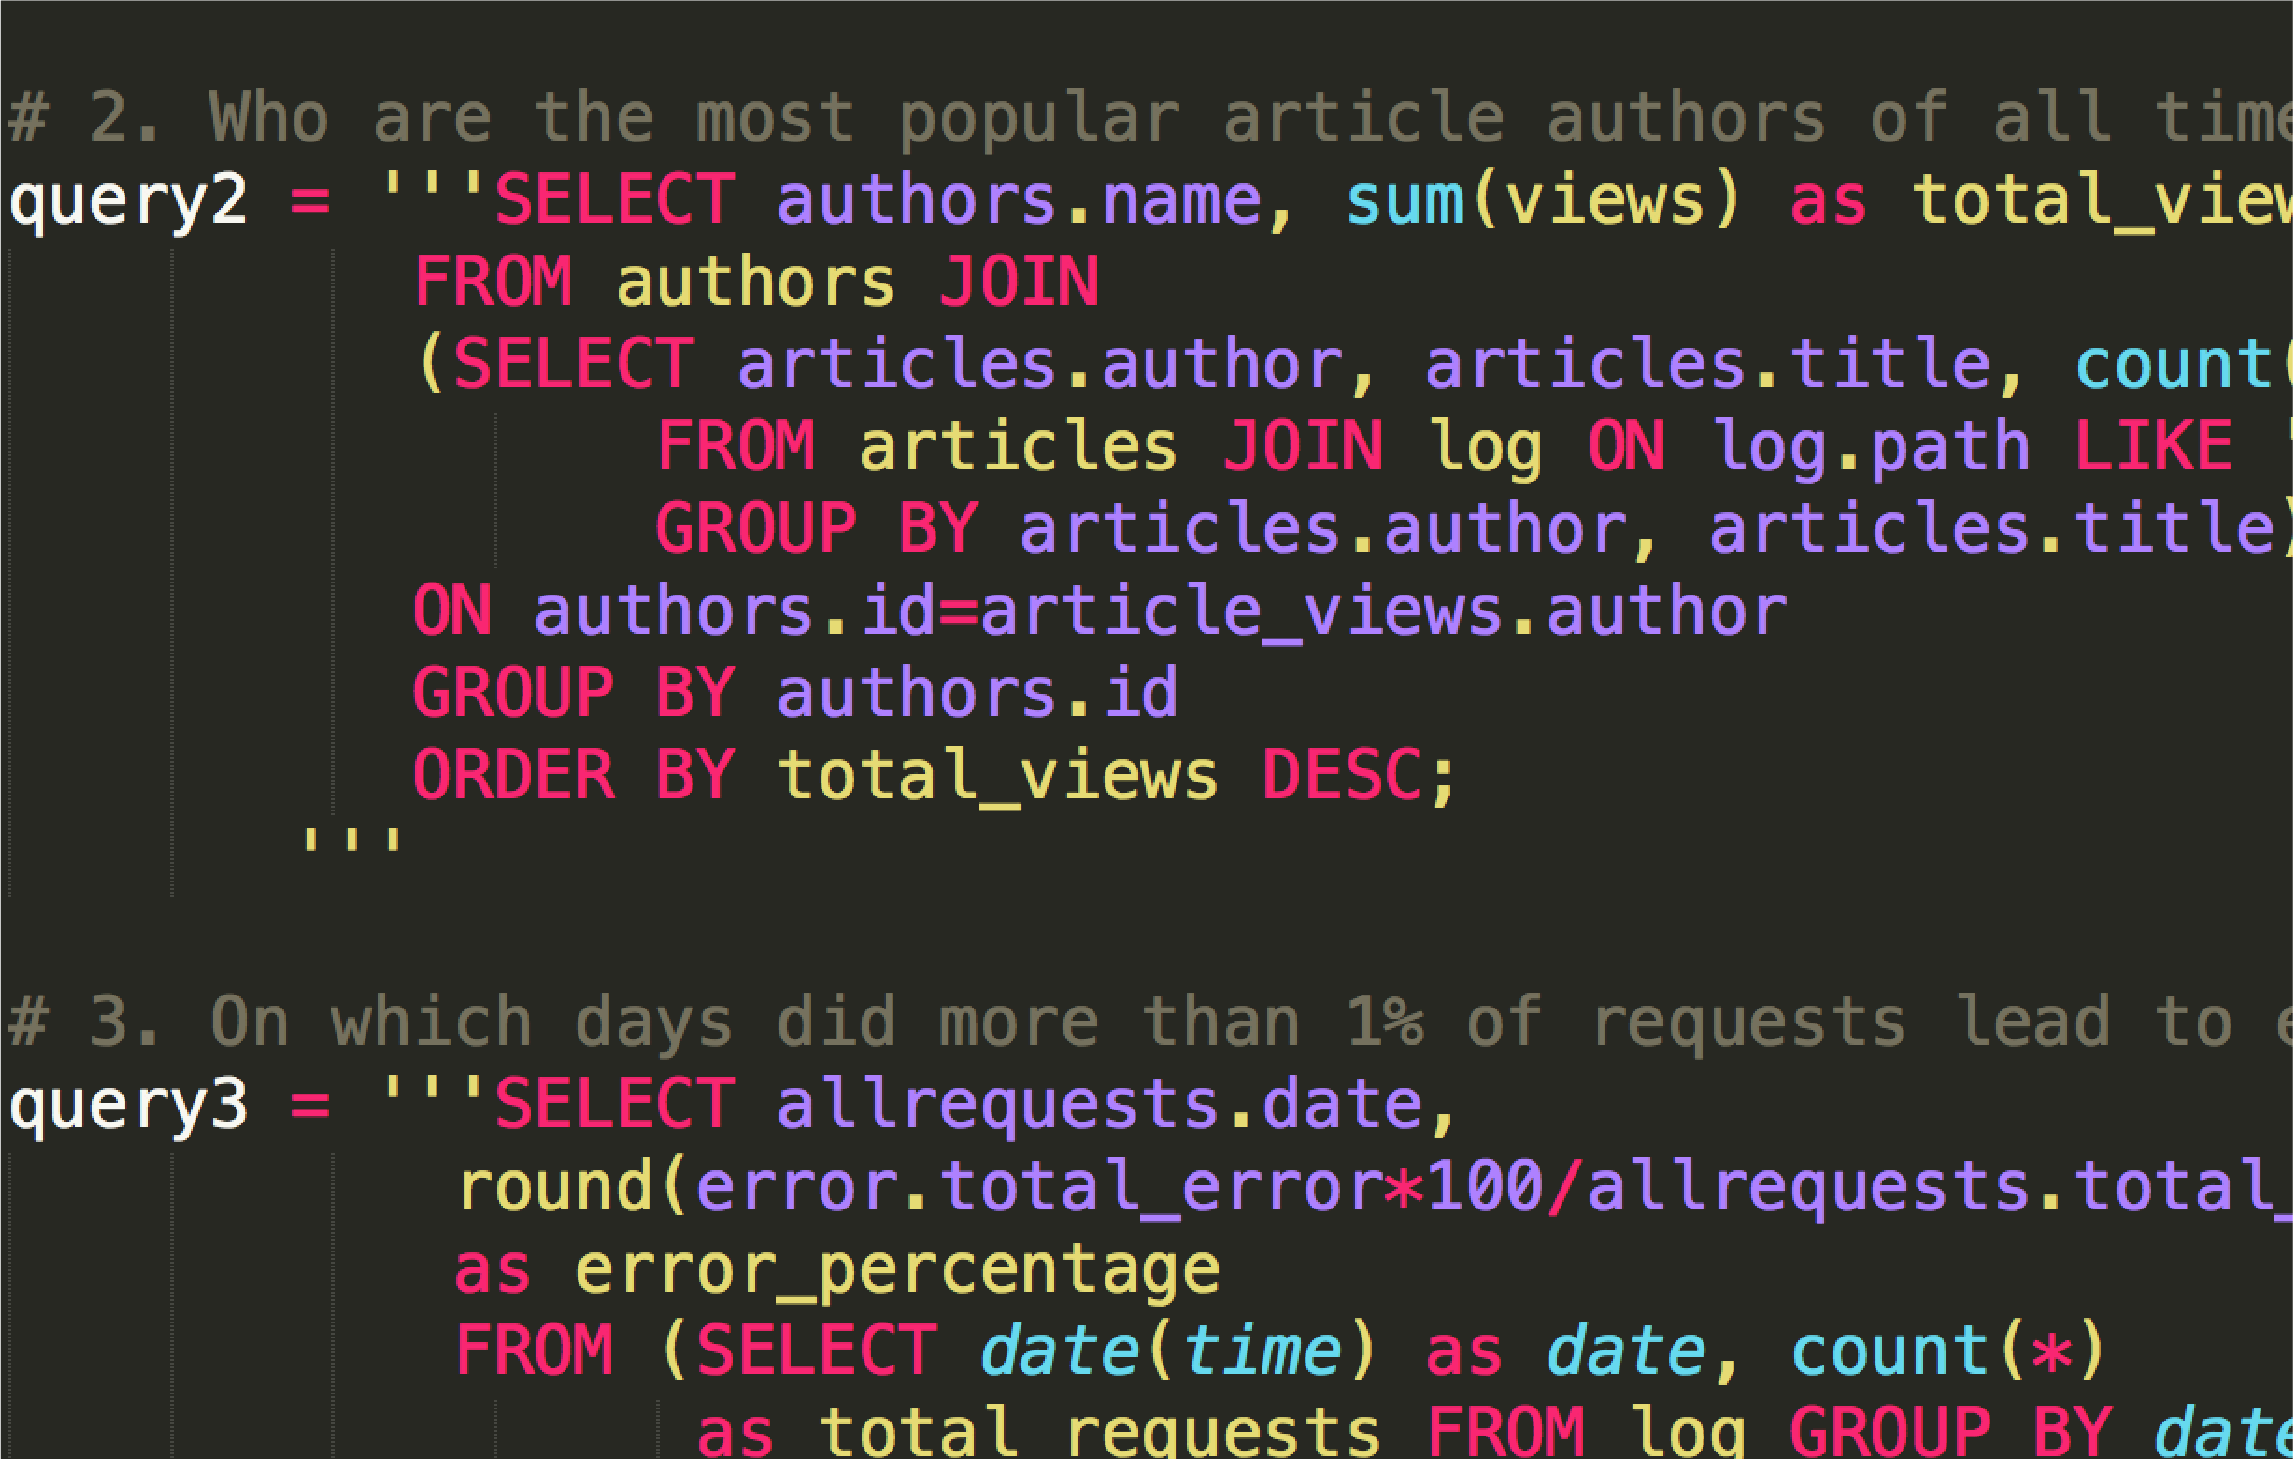 # 2. Who are the most popular article authors of all time
query2 = '''SELECT authors.name, sum(views) as
FROM authors JOIN
(SELECT articles.author, articles.title, count(
FROM articles JOIN log ON log.path LIKE '
GROUP BY articles.author, articles.title)
ON authors.id=article_views.author
GROUP BY authors.id
ORDER BY total_views DESC;
'''
# 3. On which days did more than 1% of requests lead to
query3 = '''SELECT allrequests.date,
round(error.total_error*100/allrequests.total_
as error_percentage
FROM (SELECT date(time) as date, count(*)
as total_requests FROM log GROUP BY date